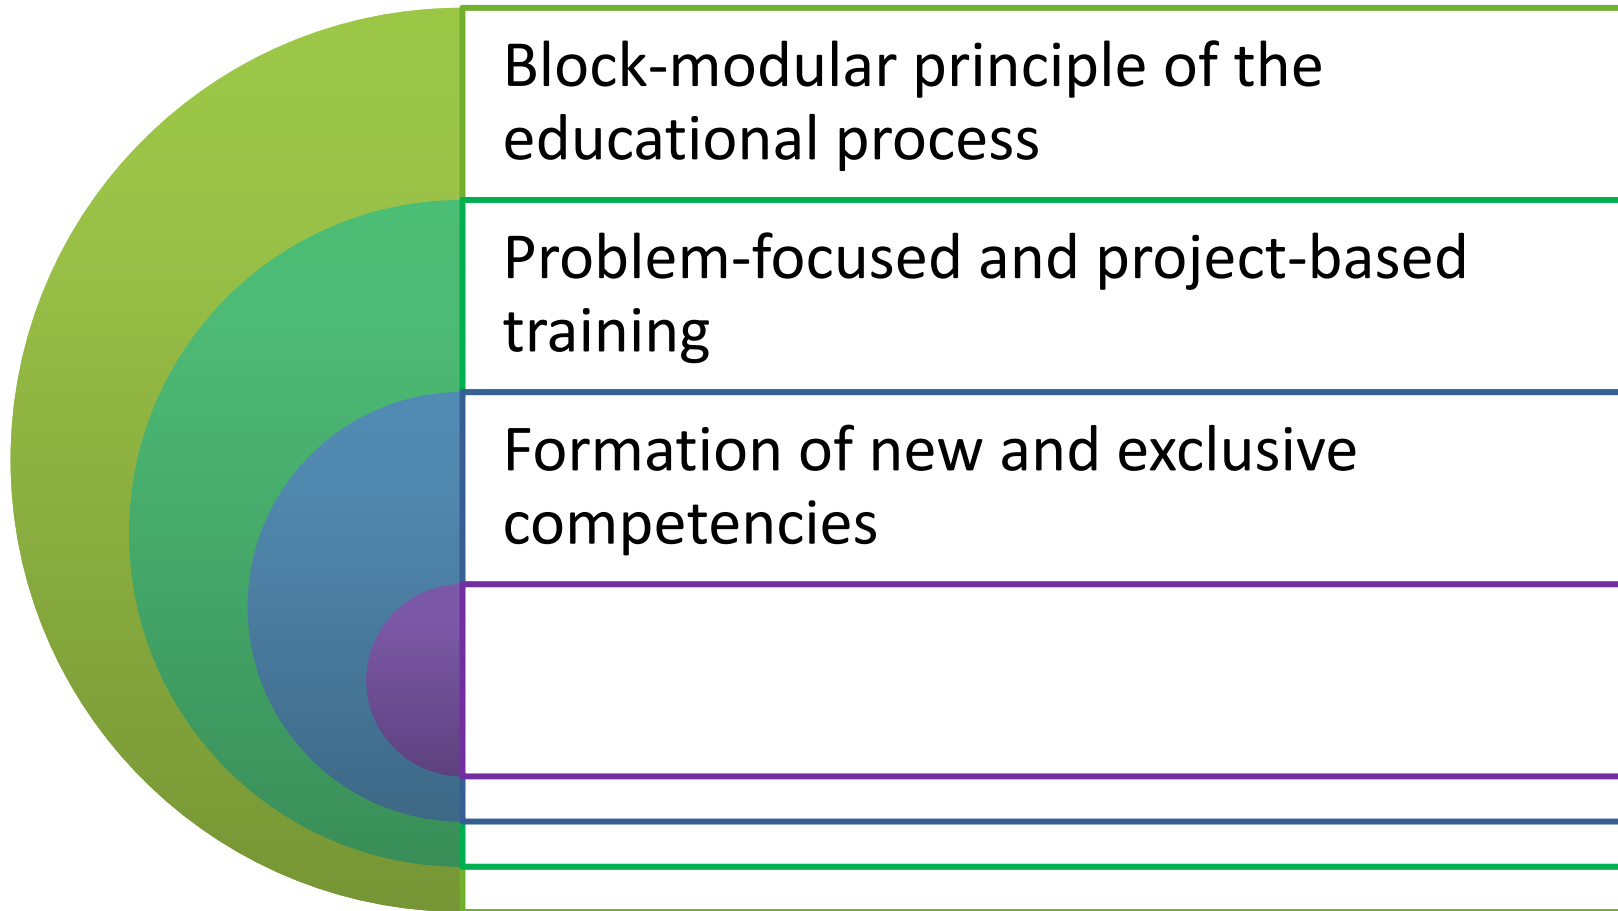 Block-modular principle of the
educational process
Problem-focused and project-based
training
Formation of new and exclusive
competencies